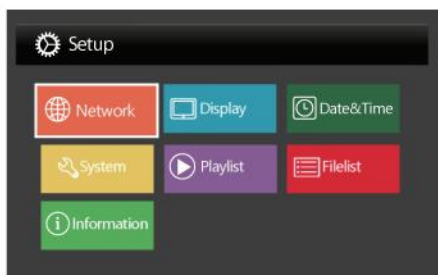 Setup
Network
Display
Date&Time
System
Playlist
Filelist
Information